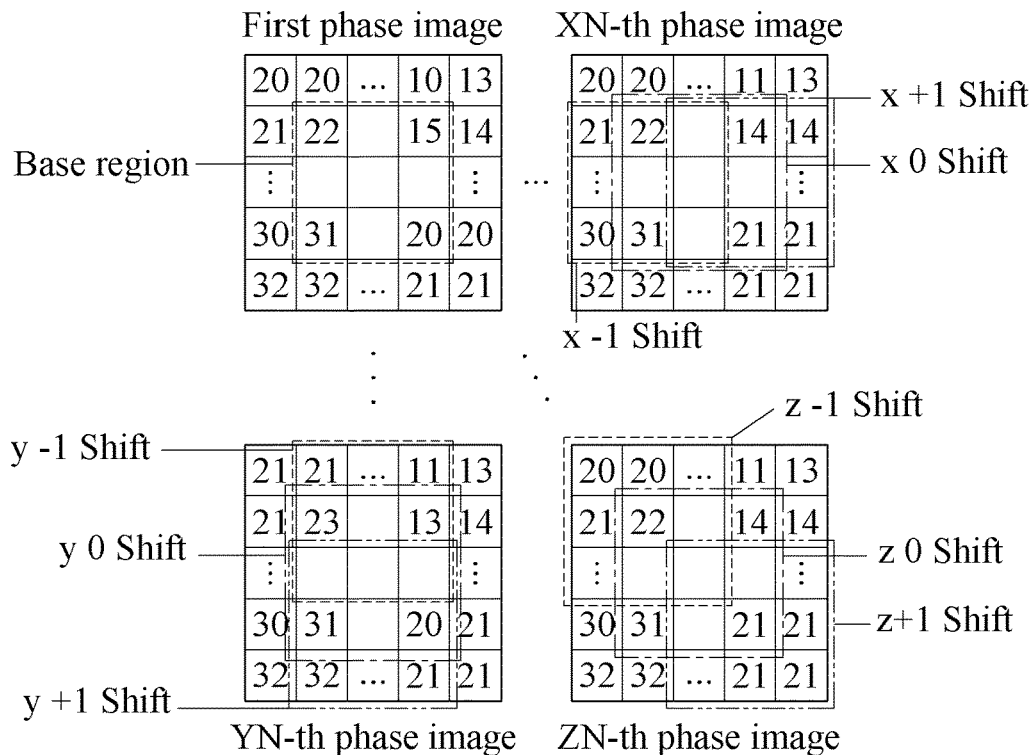 First phase image
XN-th phase image
20 20 ... 10 13
21 22 15 14
⋮ ⋮
30 31 20 20
32 32 ... 21 21
Base region
...
20 20 ... 11 13
21 22 14 14
⋮ ⋮
30 31 21 21
32 32 ... 21 21
x +1 Shift
x 0 Shift
x -1 Shift
y -1 Shift
y 0 Shift
y +1 Shift
21 21 ... 11 13
21 23 13 14
⋮ ⋮
30 31 20 21
32 32 ... 21 21
z -1 Shift
20 20 ... 11 13
21 22 14 14
⋮ ⋮
30 31 21 21
32 32 ... 21 21
z 0 Shift
z+1 Shift
YN-th phase image
ZN-th phase image